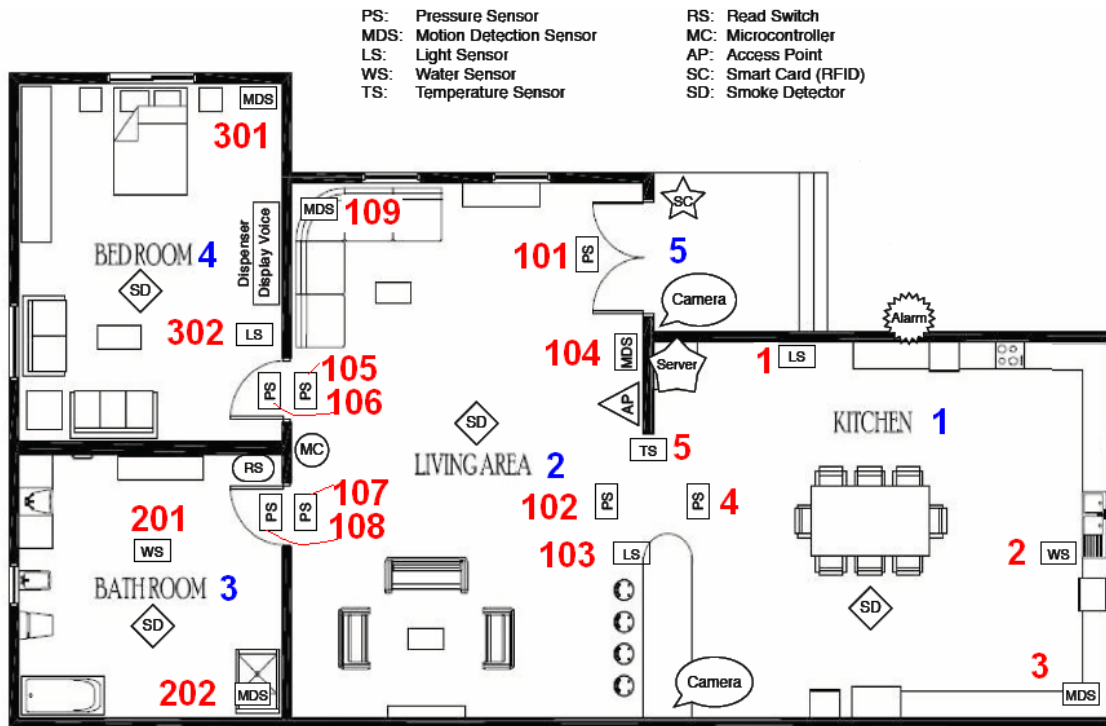 PS: Pressure Sensor
MDS: Motion Detection Sensor
LS: Light Sensor
WS: Water Sensor
TS: Temperature Sensor
RS: Read Switch
MC: Microcontroller
AP: Access Point
SC: Smart Card (RFID)
SD: Smoke Detector
MDS
301
MDS
109
SC
101
PS
5
BEDROOM 4
Dispenser
Display Voice
SD
Camera
Alarm
302
LS
104
MDS
Server
1
LS
105
PS
PS
106
AP
KITCHEN 1
SD
MC
TS
5
LIVING AREA 2
RS
107
PS
PS
108
102
PS
PS
4
201
WS
103
LS
2
WS
BATHROOM 3
SD
SD
3
202
MDS
Camera
MDS